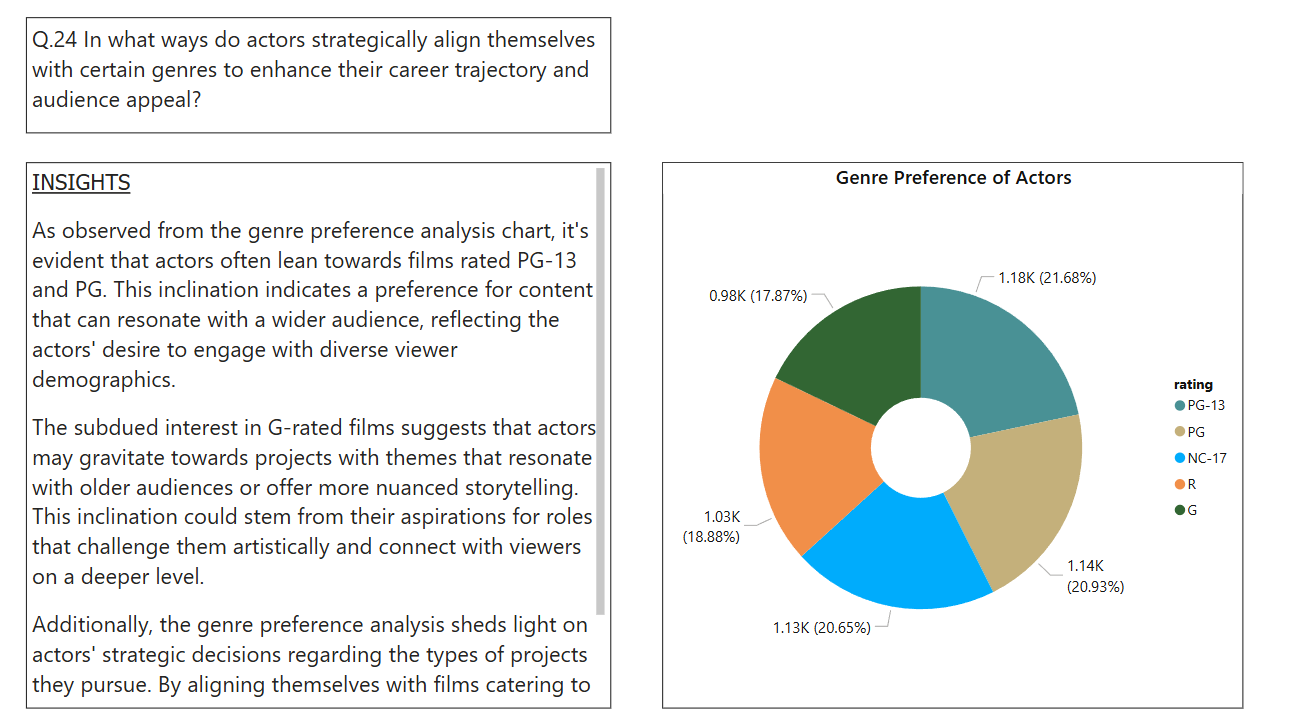 Q.24 In what ways do actors strategically align themselves
with certain genres to enhance their career trajectory and
audience appeal?
INSIGHTS
As observed from the genre preference analysis chart, it's
evident that actors often lean towards films rated PG-13
and PG. This inclination indicates a preference for content
that can resonate with a wider audience, reflecting the
actors' desire to engage with diverse viewer
demographics.
The subdued interest in G-rated films suggests that actors
may gravitate towards projects with themes that resonate
with older audiences or offer more nuanced storytelling.
This inclination could stem from their aspirations for roles
that challenge them artistically and connect with viewers
on a deeper level.
Additionally, the genre preference analysis sheds light on
actors' strategic decisions regarding the types of projects
they pursue. By aligning themselves with films catering to
Genre Preference of Actors
1.18K (21.68%)
0.98K (17.87%)
1.03K
(18.88%)
1.14K
(20.93%)
1.13K (20.65%)
rating
PG-13
PG
NC-17
R
G